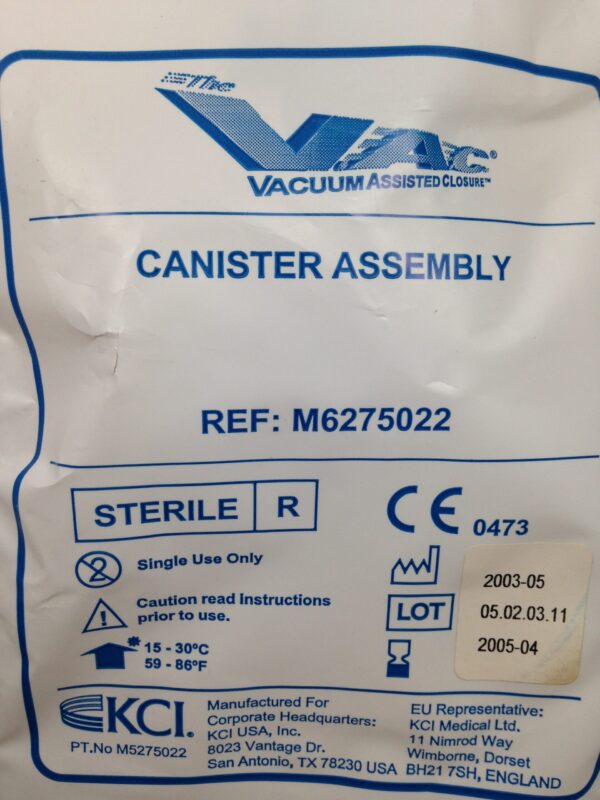 The
V.A.C.®
VACUUM ASSISTED CLOSURE™
CANISTER ASSEMBLY
REF: M6275022
STERILE R
CE 0473
Single Use Only
2
Caution read Instructions
prior to use.
!
15 - 30ºC
59 - 86ºF
2003-05
LOT 05.02.03.11
2005-04
KCI.
PT.No M5275022
Manufactured For
Corporate Headquarters:
KCI USA, Inc.
8023 Vantage Dr.
San Antonio, TX 78230 USA
EU Representative:
KCI Medical Ltd.
11 Nimrod Way
Wimborne, Dorset
BH21 7SH, ENGLAND